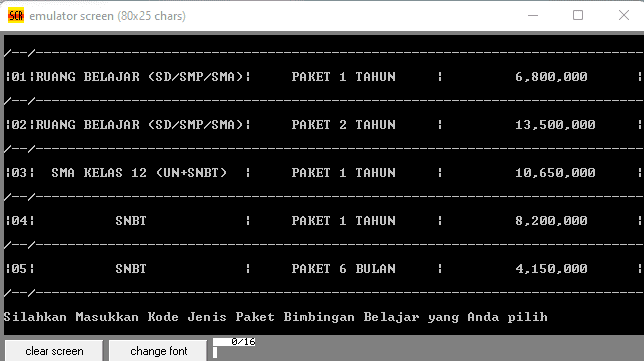 SCR emulator screen (80x25 chars)
/--/----------------------------------------------------------------------------
|01|RUANG BELAJAR (SD/SMP/SMA)| PAKET 1 TAHUN | 6,800,000 |
/--/----------------------------------------------------------------------------
|02|RUANG BELAJAR (SD/SMP/SMA)| PAKET 2 TAHUN | 13,500,000 |
/--/----------------------------------------------------------------------------
|03| SMA KELAS 12 (UN+SNBT) | PAKET 1 TAHUN | 10,650,000 |
/--/----------------------------------------------------------------------------
|04| SNBT | PAKET 1 TAHUN | 8,200,000 |
/--/----------------------------------------------------------------------------
|05| SNBT | PAKET 6 BULAN | 4,150,000 |
/--/----------------------------------------------------------------------------
Silahkan Masukkan Kode Jenis Paket Bimbingan Belajar yang Anda pilih
clear screen change font 0/16